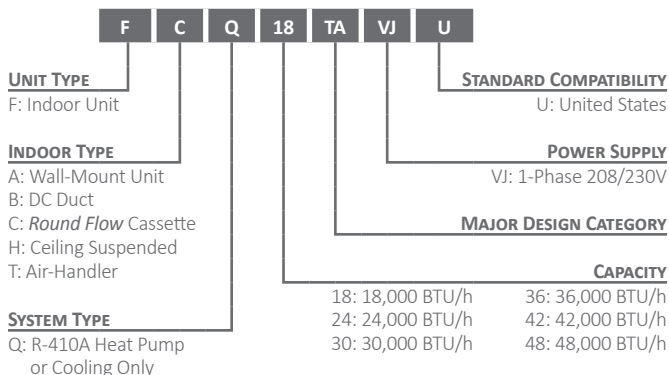 F C Q 18 TA VJ U
UNIT TYPE
F: Indoor Unit
INDOOR TYPE
A: Wall-Mount Unit
B: DC Duct
C: Round Flow Cassette
H: Ceiling Suspended
T: Air-Handler
SYSTEM TYPE
Q: R-410A Heat Pump
or Cooling Only
STANDARD COMPATIBILITY
U: United States
POWER SUPPLY
VJ: 1-Phase 208/230V
MAJOR DESIGN CATEGORY
CAPACITY
18: 18,000 BTU/h 36: 36,000 BTU/h
24: 24,000 BTU/h 42: 42,000 BTU/h
30: 30,000 BTU/h 48: 48,000 BTU/h